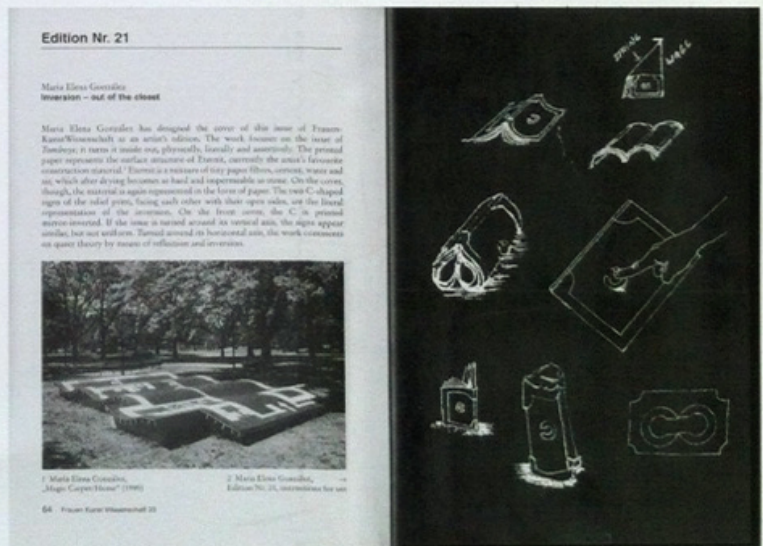 Edition Nr. 21
Maria Elena González
Inversion – out of the closet
Maria Elena González has designed the cover of this issue of Frauen-
Kunst Wissenschaft as an artist's edition. The work focuses on the issue of
it turns it inside out, physically, literally and assertively. The printed
paper represents the surface structure of Eternit, currently the artist's favourite
construction material. Eternit is a mixture of tiny paper fibres, cement, water and
air, which after drying becomes as hard and impermeable as stone. On the cover,
though, the material is again represented in the form of paper. The two C-shaped
signs of the relief print, facing each other with their open sides, are the literal
representation of the inversion. On the front cover, the C is printed
mirror-inverted. If the issue is turned around its vertical axis, the signs appear
similar, but not uniform. Turned around its horizontal axis, the work comments
on queer theory by means of reflection and inversion.
1 Maria Elena González,
„Magic Carpet/Home" (1999)
2 Maria Elena González,
Edition Nr. 21, instructions for use
64 Frauen Kunst Wissenschaft 33